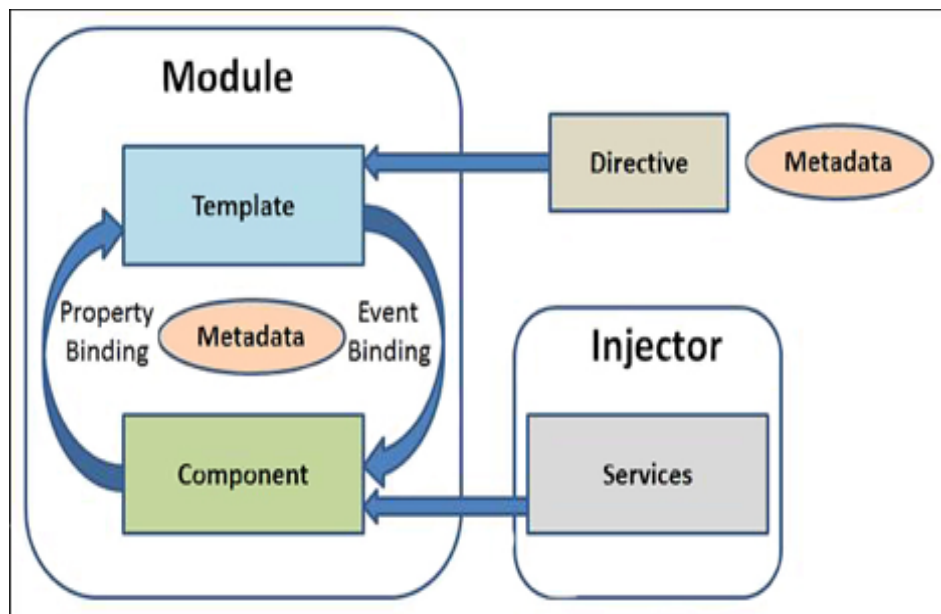 Module
Template
Directive
Metadata
Property
Binding
Metadata
Event
Binding
Injector
Component
Services